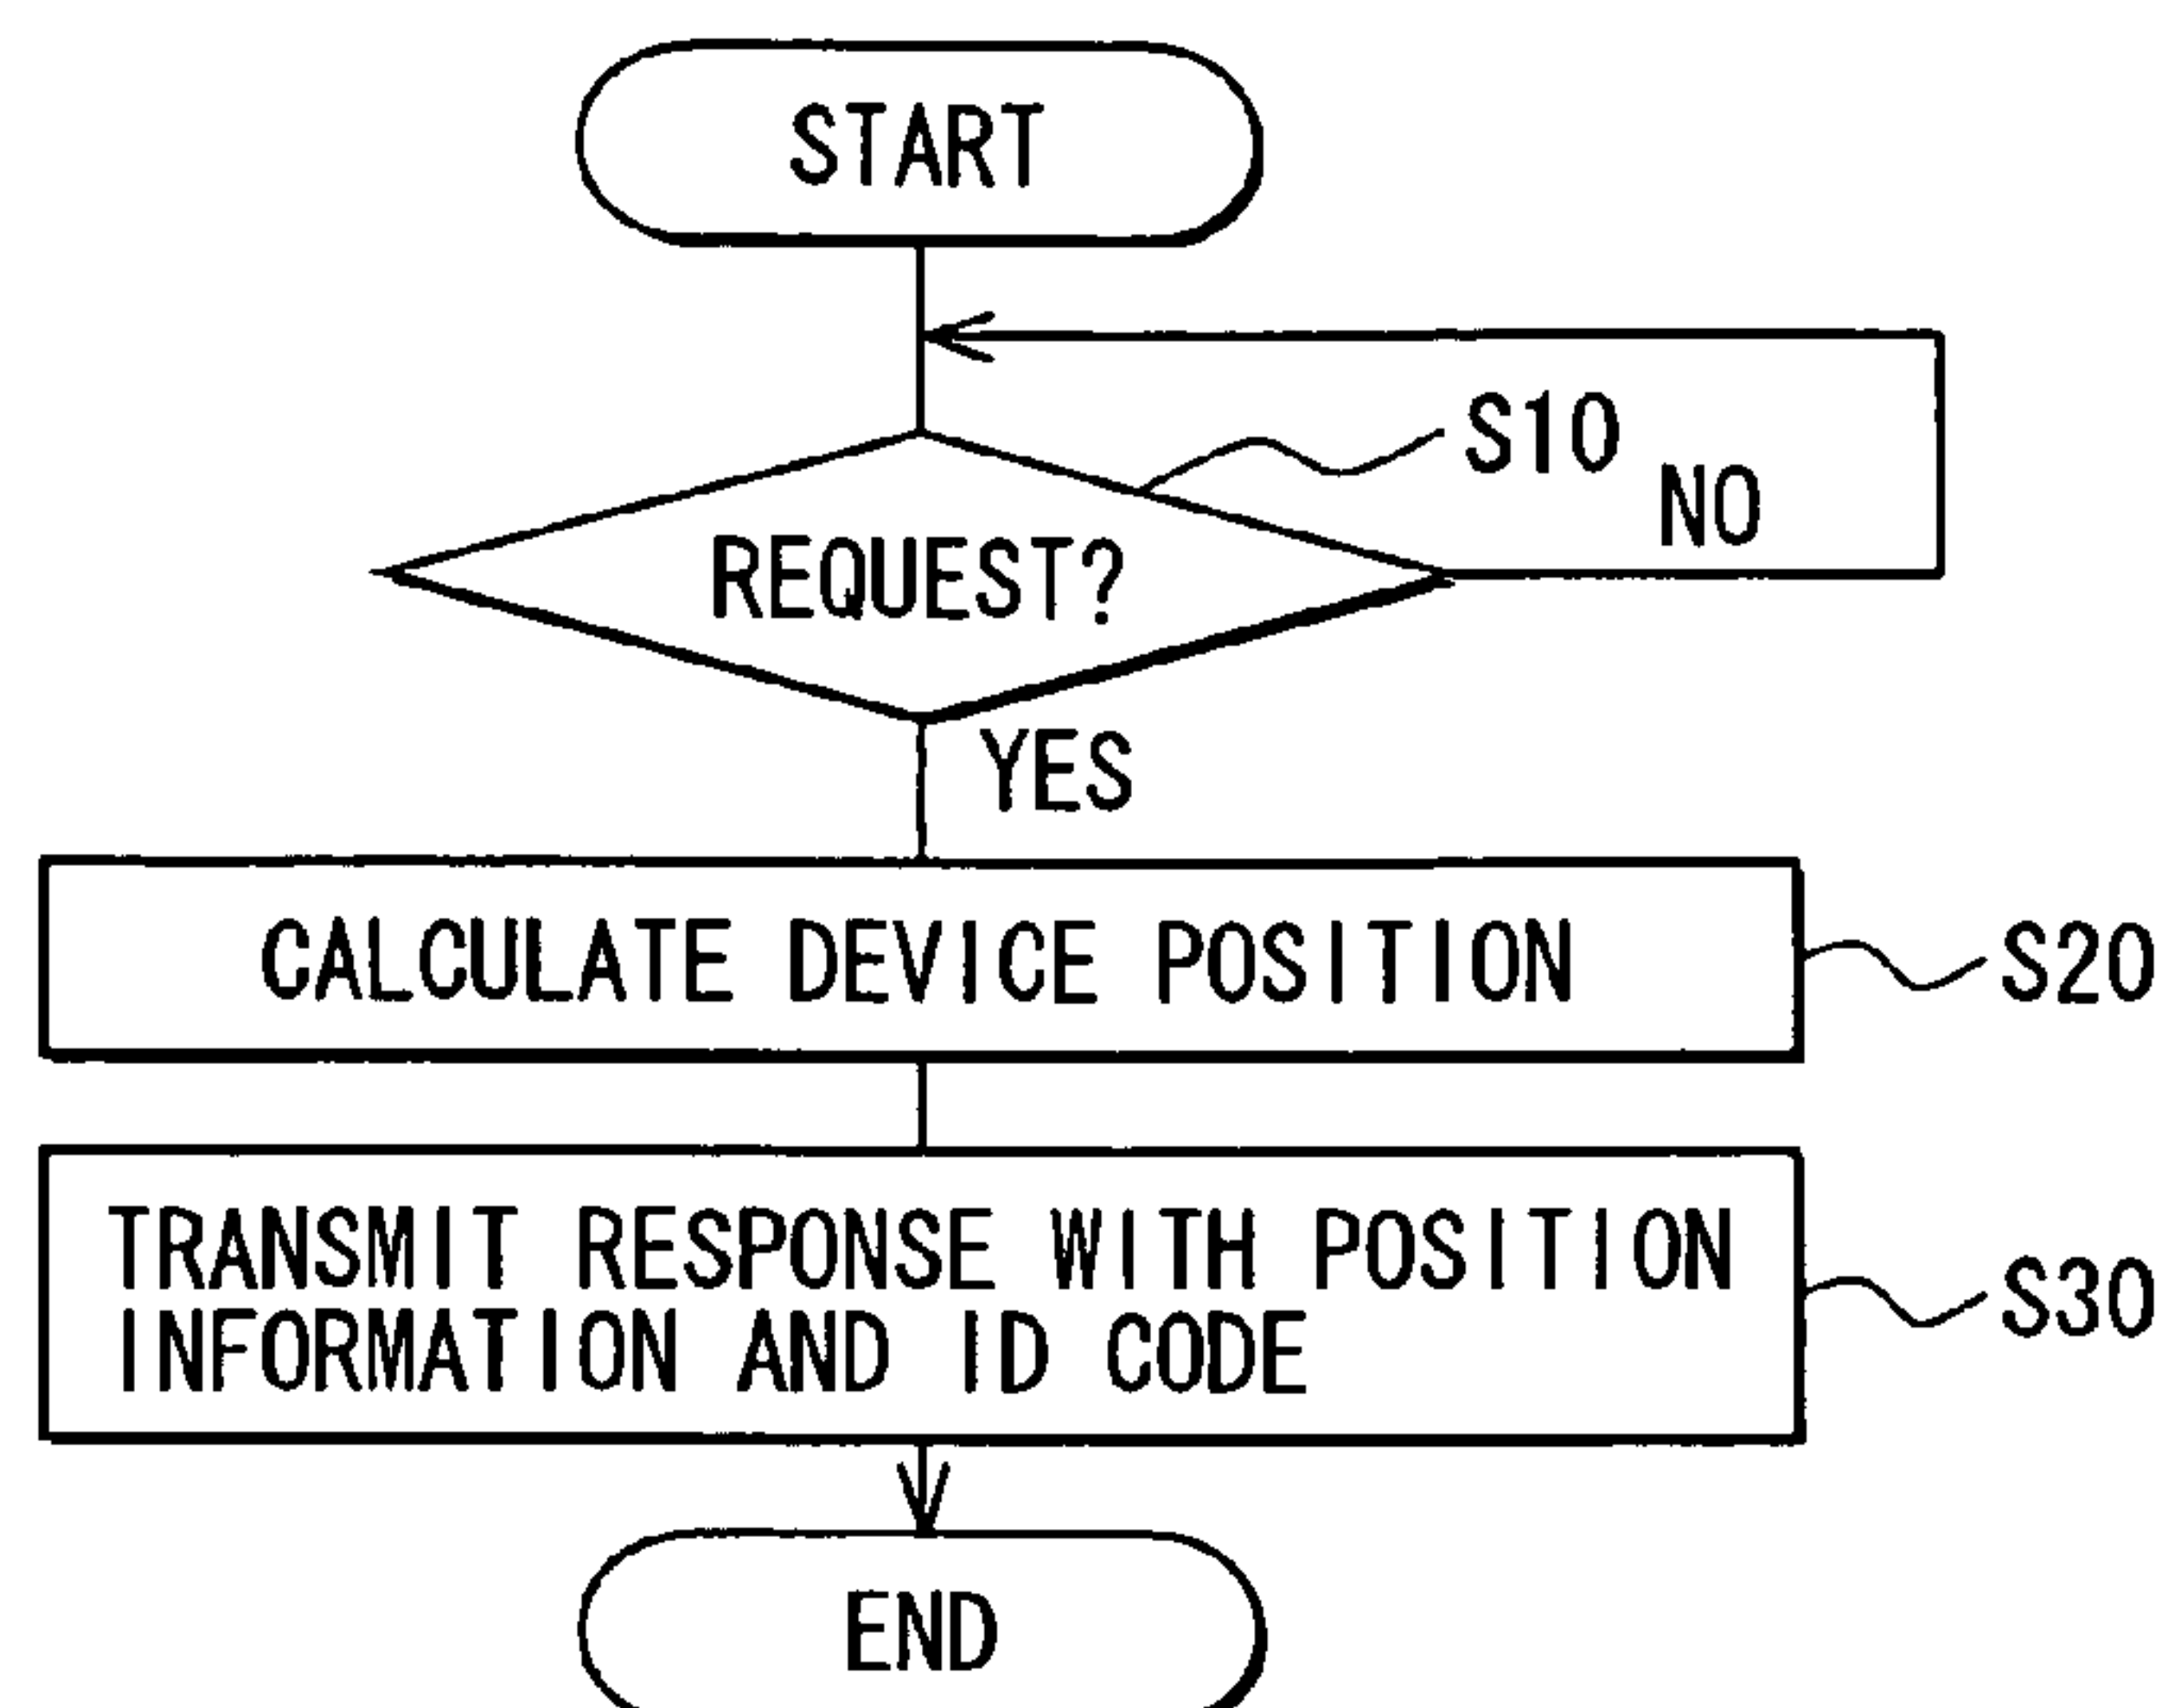 START
S10
NO
REQUEST?
YES
CALCULATE DEVICE POSITION
S20
TRANSMIT RESPONSE WITH POSITION
INFORMATION AND ID CODE
S30
END